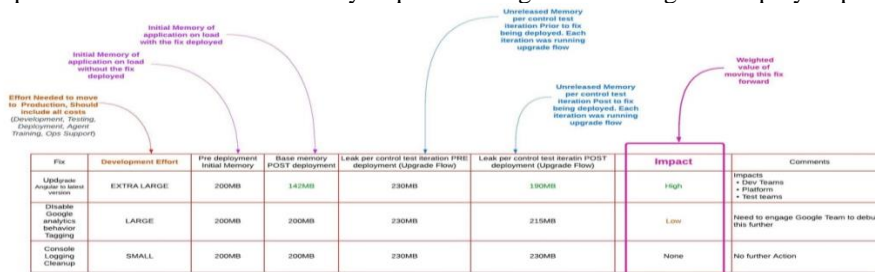 Initial Memory of
application on load
with the fix deployed
Initial Memory of
application on load
without the fix
deployed
Effort Needed to move
to Production, Should
include all costs
(Development, Testing,
Deployment, Agent
Training, Ops Support)
Unreleased Memory
per control test
iteration Prior to fix
being deployed. Each
iteration was running
upgrade flow
Unreleased Memory
per control test
iteration Post to fix
being deployed. Each
iteration was running
upgrade flow
Weighted
value of
moving this fix
forward
Fix
Development Effort
Pre deployment
Initial Memory
Base memory
POST deployment
Leak per control test iteration PRE
deployment (Upgrade Flow)
Leak per control test iteratin POST
deployment (Upgrade Flow)
Impact
Comments
Updgrade
Angular to latest
version
EXTRA LARGE
200MB
142MB
230MB
190MB
High
Impacts
• Dev Teams
• Platform
• Test teams
Disable
Google
analytics
behavior
Tagging
LARGE
200MB
200MB
230MB
215MB
Low
Need to engage Google Team to debu
this further
Console
Logging
Cleanup
SMALL
200MB
200MB
230MB
230MB
None
No further Action